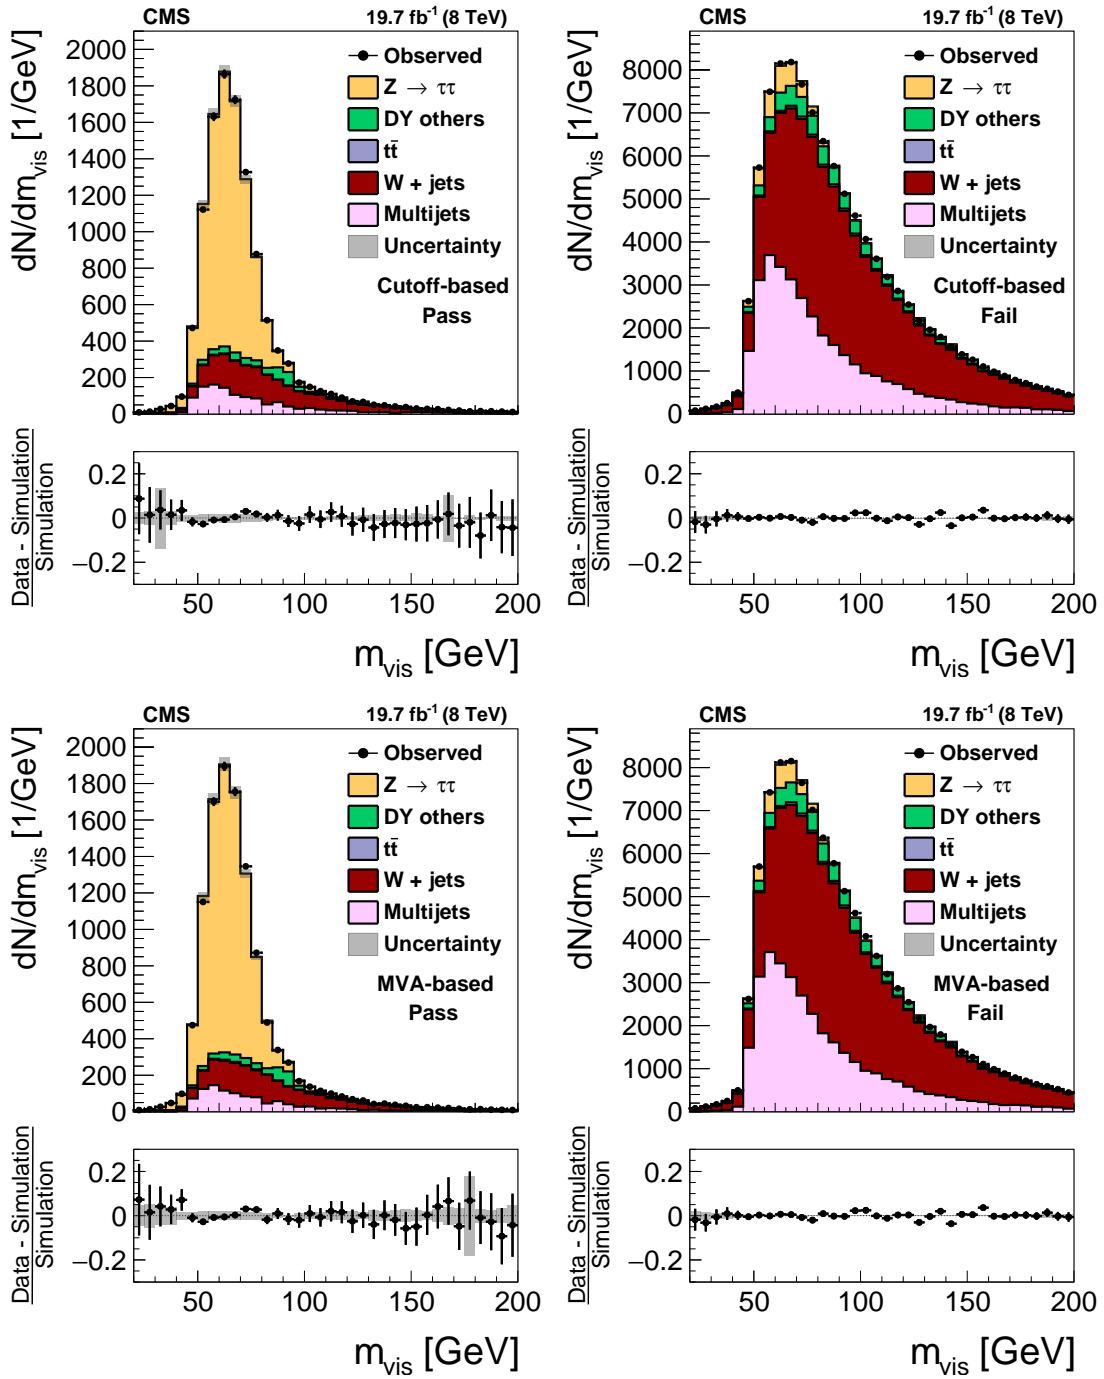 CMS 19.7 fb⁻¹ (8 TeV)
dN/dm_vis [1/GeV]
2000
1800
1600
1400
1200
1000
800
600
400
200
0
Observed
Z → ττ
DY others
tt̄
W + jets
Multijets
Uncertainty
Cutoff-based
Pass
Data - Simulation
Simulation
0.2
0
−0.2
50 100 150 200
m_vis [GeV]
CMS 19.7 fb⁻¹ (8 TeV)
dN/dm_vis [1/GeV]
8000
7000
6000
5000
4000
3000
2000
1000
0
Observed
Z → ττ
DY others
tt̄
W + jets
Multijets
Uncertainty
Cutoff-based
Fail
Data - Simulation
Simulation
0.2
0
−0.2
50 100 150 200
m_vis [GeV]
CMS 19.7 fb⁻¹ (8 TeV)
dN/dm_vis [1/GeV]
2000
1800
1600
1400
1200
1000
800
600
400
200
0
Observed
Z → ττ
DY others
tt̄
W + jets
Multijets
Uncertainty
MVA-based
Pass
Data - Simulation
Simulation
0.2
0
−0.2
50 100 150 200
m_vis [GeV]
CMS 19.7 fb⁻¹ (8 TeV)
dN/dm_vis [1/GeV]
8000
7000
6000
5000
4000
3000
2000
1000
0
Observed
Z → ττ
DY others
tt̄
W + jets
Multijets
Uncertainty
MVA-based
Fail
Data - Simulation
Simulation
0.2
0
−0.2
50 100 150 200
m_vis [GeV]